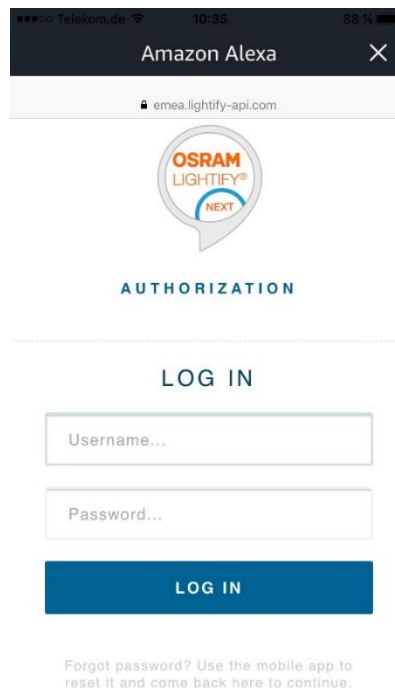 Telekom.de 10:35 88 %
Amazon Alexa
emea.lightify-api.com
OSRAM
LIGHTIFY®
NEXT
AUTHORIZATION
LOG IN
Username...
Password...
LOG IN
Forgot password? Use the mobile app to
reset it and come back here to continue.